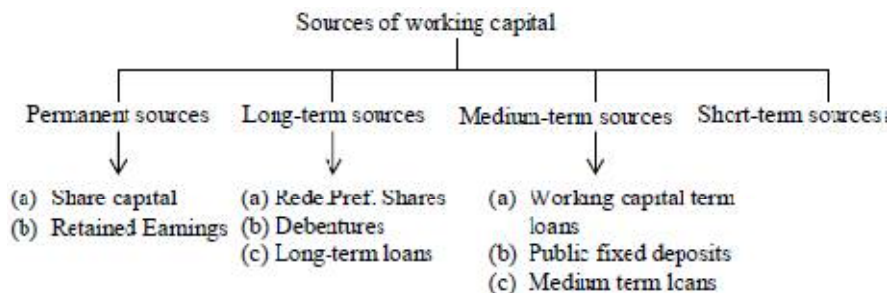 Sources of working capital
Permanent sources
Long-term sources
Medium-term sources
Short-term sources
(a) Share capital
(b) Retained Earnings
(a) Rede.Pref. Shares
(b) Debentures
(c) Long-term loans
(a) Working capital term
loans
(b) Public fixed deposits
(c) Medium term loans